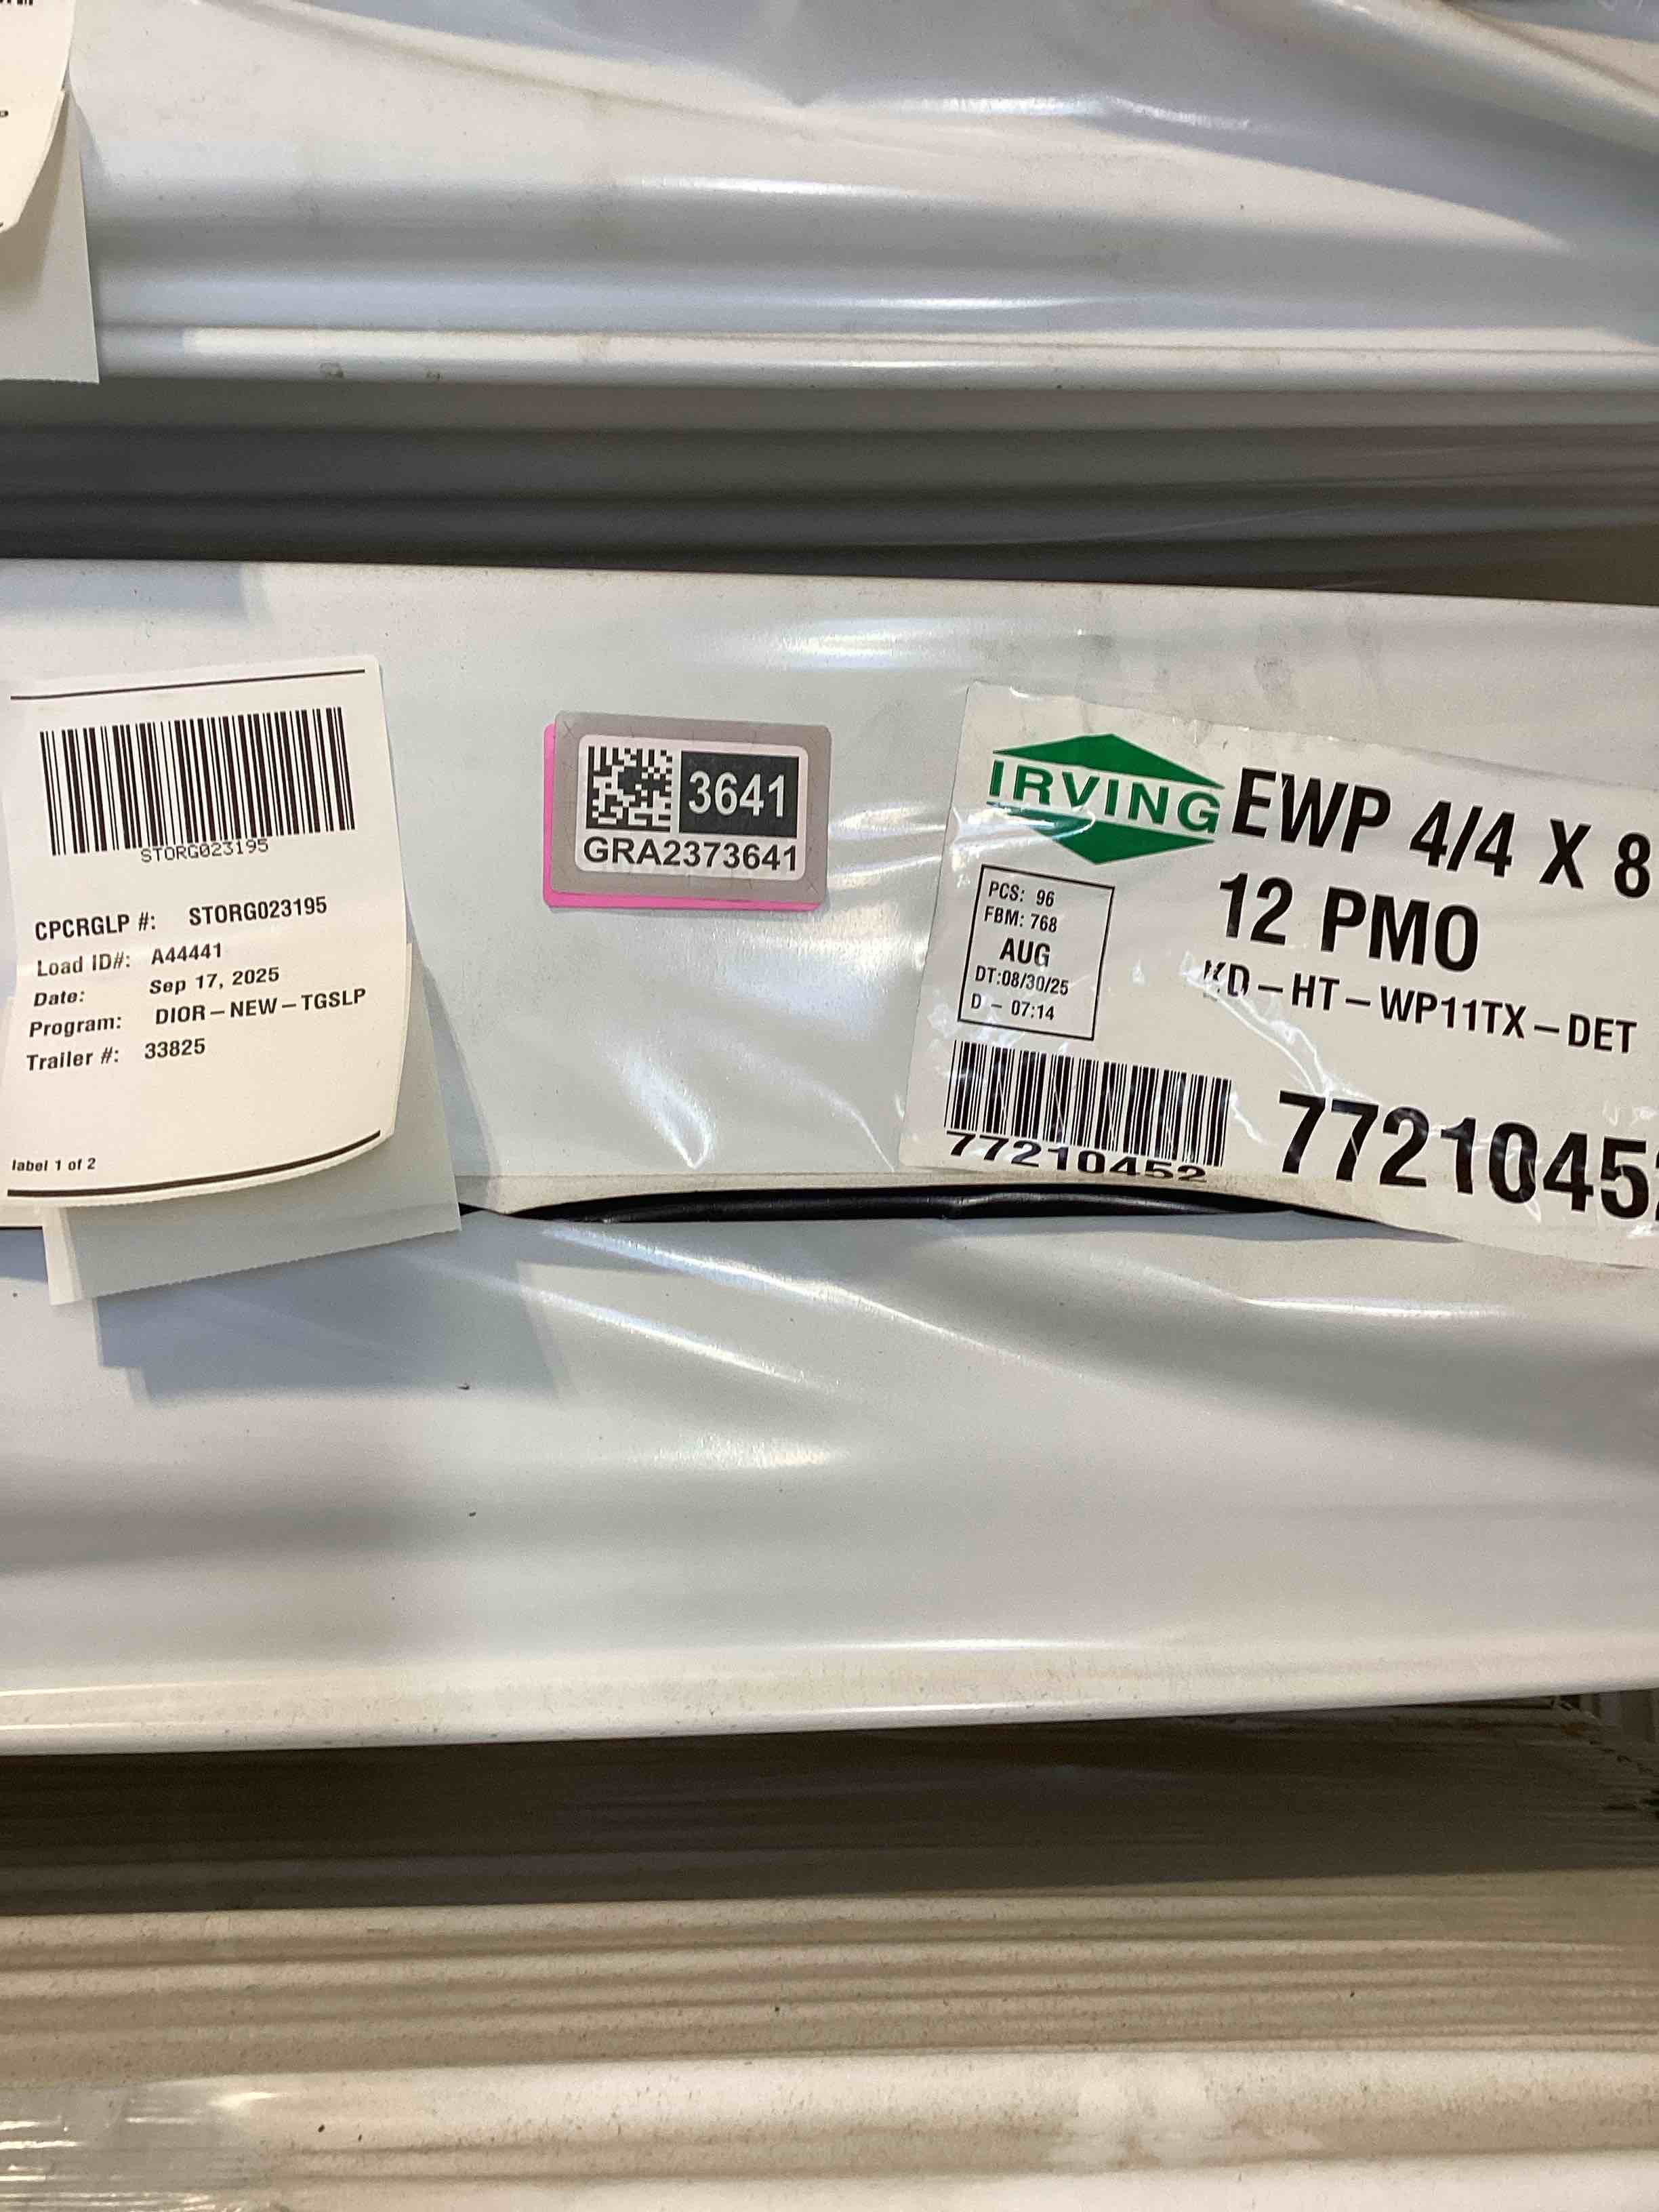 STORG023195
CPCRGLP #: STORG023195
Load ID#: A44441
Date: Sep 17, 2025
Program: DIOR-NEW-TGSLP
Trailer #: 33825
label 1 of 2
3641
GRA2373641
IRVING
EWP 4/4 X 8
12 PMO
KD-HT-WP11TX-DET
PCS: 96
FBM: 768
AUG
DT:08/30/25
D - 07:14
77210452
7721045